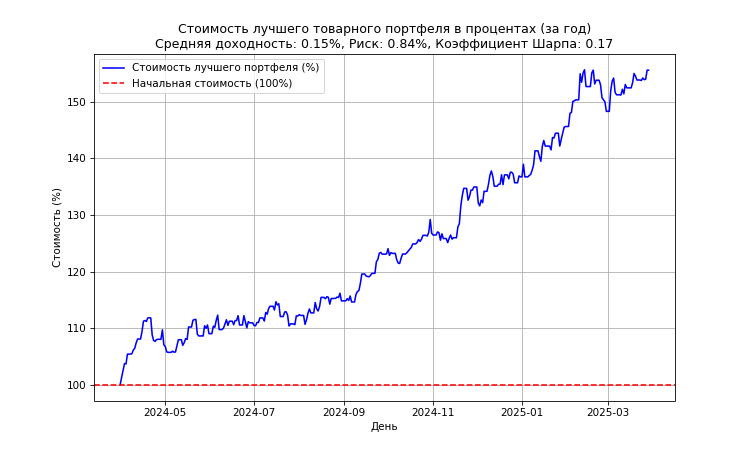 Стоимость лучшего товарного портфеля в процентах (за год)
Средняя доходность: 0.15%, Риск: 0.84%, Коэффициент Шарпа: 0.17
Стоимость лучшего портфеля (%)
Начальная стоимость (100%)
Стоимость (%)
150
140
130
120
110
100
2024-05
2024-07
2024-09
2024-11
2025-01
2025-03
День